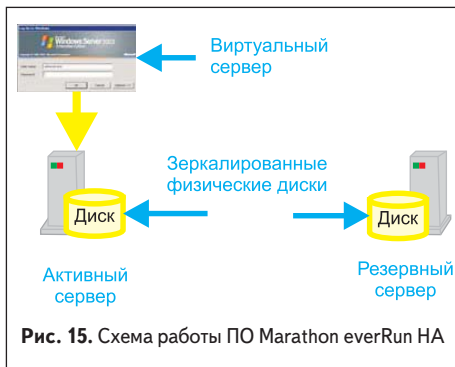 Windows Server 2003
Виртуальный
сервер
Зеркалированные
физические диски
Диск
Диск
Активный
сервер
Резервный
сервер
Рис. 15. Схема работы ПО Marathon everRun HA